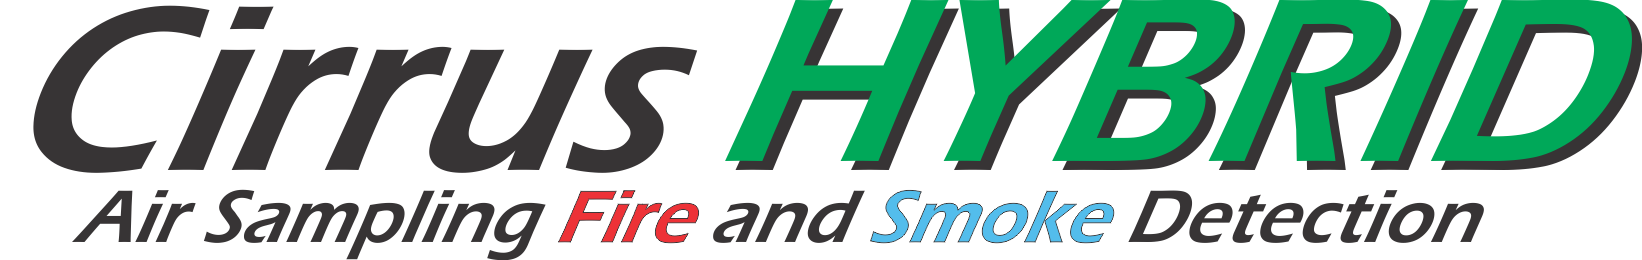 Cirrus HYBRID
Air Sampling Fire and Smoke Detection